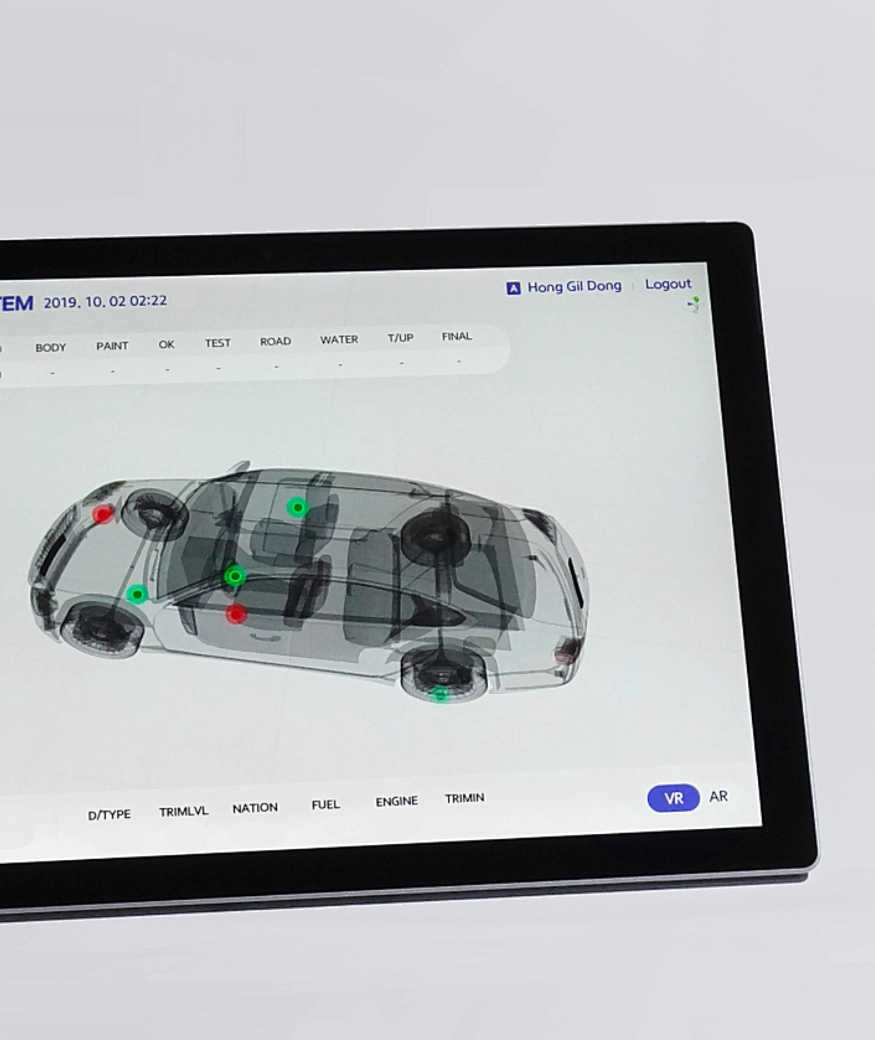 TEM 2019. 10. 02 02:22
A Hong Gil Dong Logout
BODY PAINT OK TEST ROAD WATER T/UP FINAL
- - - - - - - -
D/TYPE TRIMLVL NATION FUEL ENGINE TRIMIN
VR AR